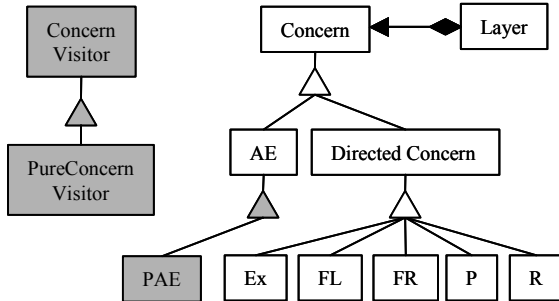 Concern
Visitor
Concern
Layer
PureConcern
Visitor
AE
Directed Concern
PAE
Ex
FL
FR
P
R